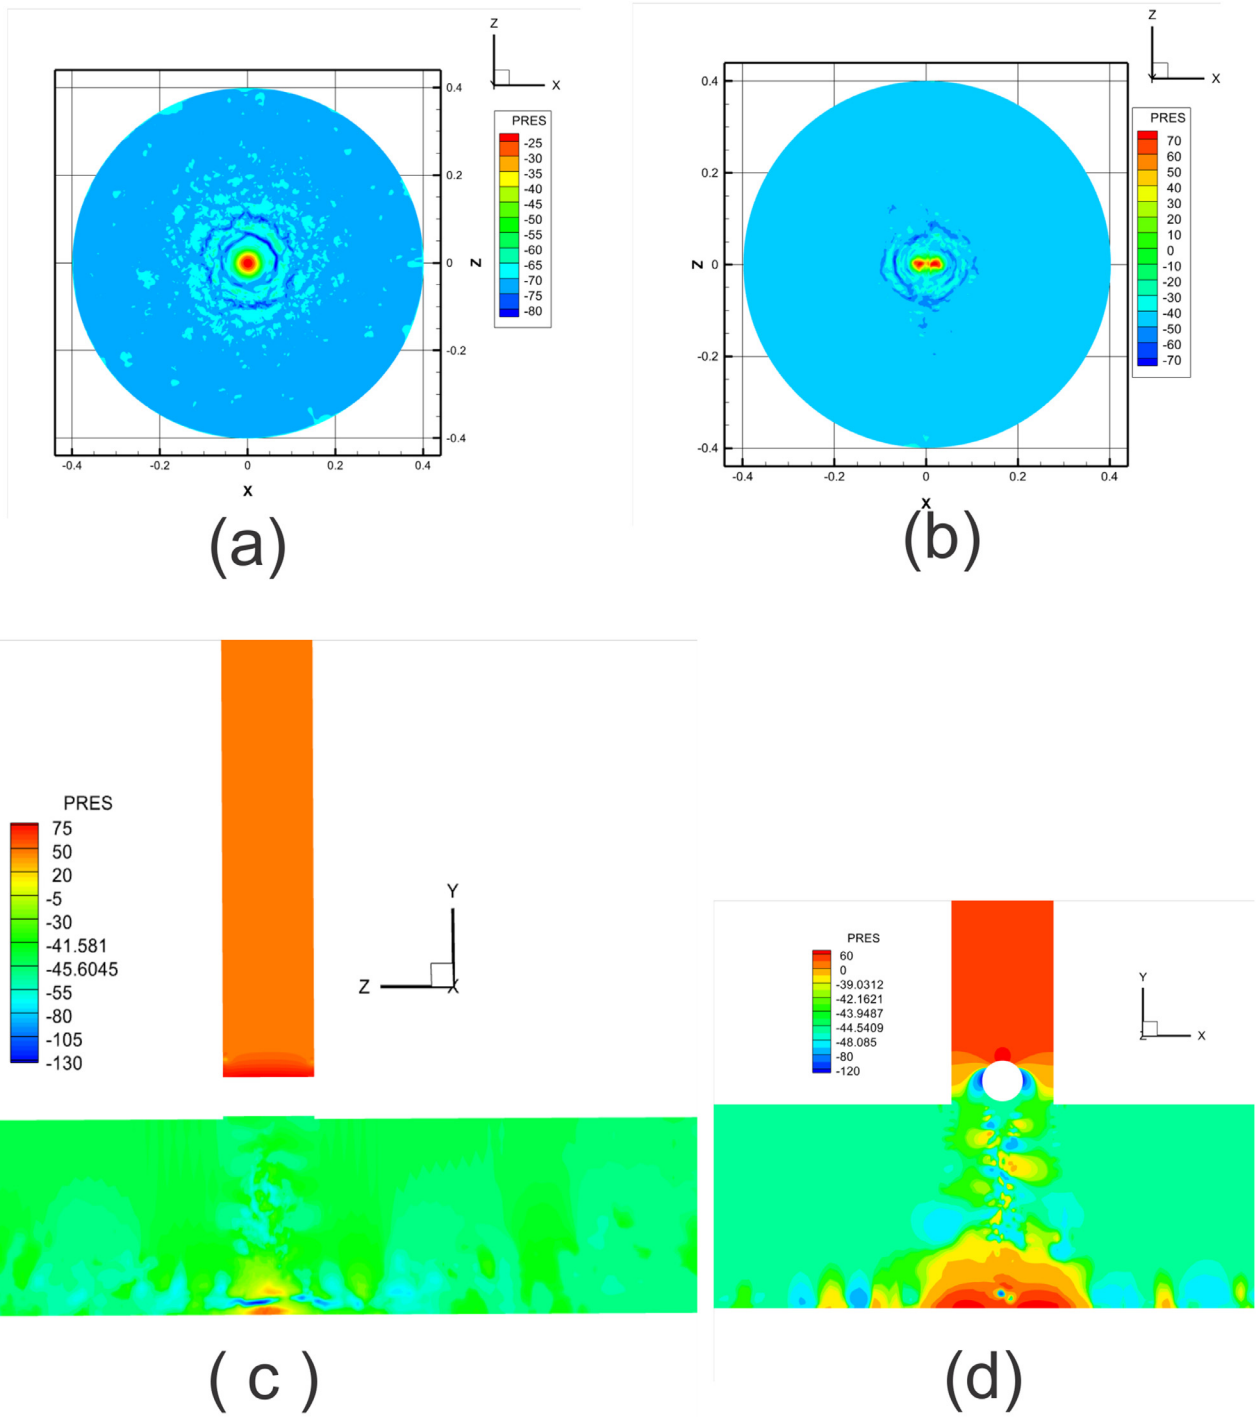 Z
X
Y
PRES
-25
-30
-35
-40
-45
-50
-55
-60
-65
-70
-75
-80
0.4
0.2
0
-0.2
-0.4
Z
-0.4
-0.2
0
0.2
0.4
X
(a)
Z
X
Y
PRES
70
60
50
40
30
20
10
0
-10
-20
-30
-40
-50
-60
-70
0.4
0.2
0
-0.2
-0.4
Z
-0.4
-0.2
0
0.2
0.4
X
(b)
PRES
75
50
20
-5
-30
-41.581
-45.6045
-55
-80
-105
-130
Y
Z
X
( c )
PRES
60
0
-39.0312
-42.1621
-43.9487
-44.5409
-48.085
-80
-120
Y
Z
X
(d)